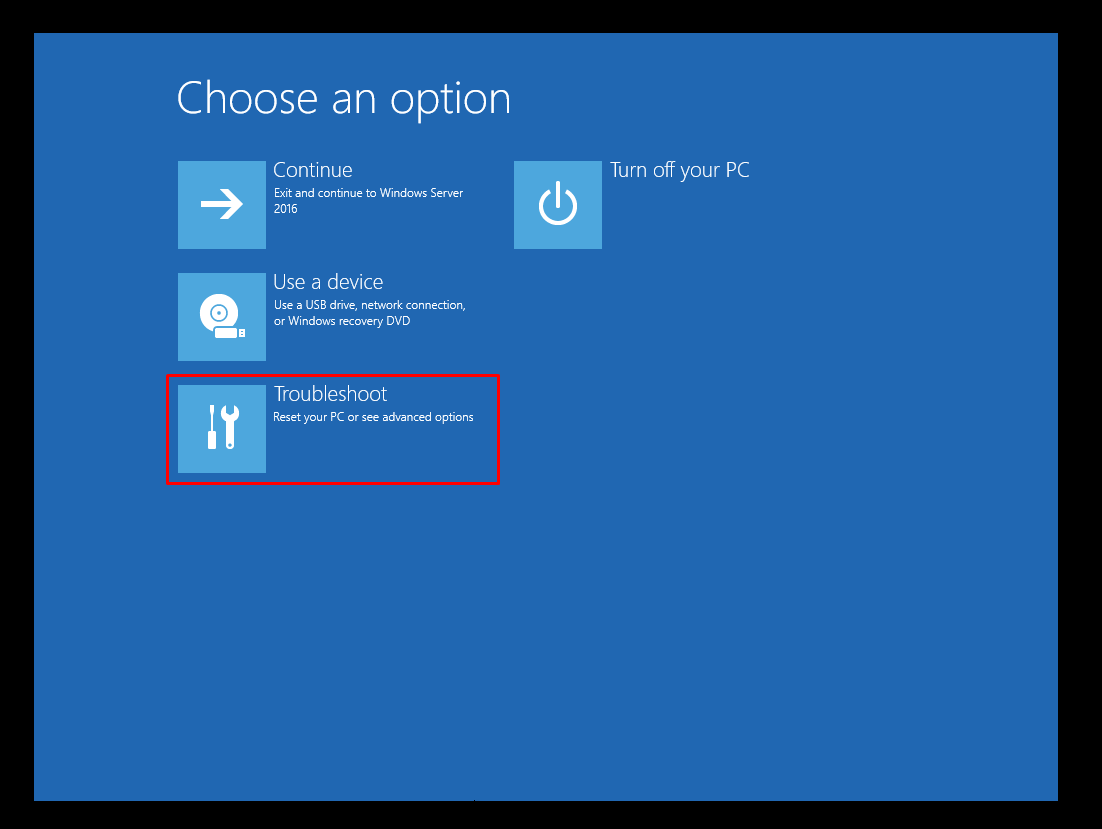 Choose an option
Continue
Exit and continue to Windows Server
2016
Turn off your PC
Use a device
Use a USB drive, network connection,
or Windows recovery DVD
Troubleshoot
Reset your PC or see advanced options